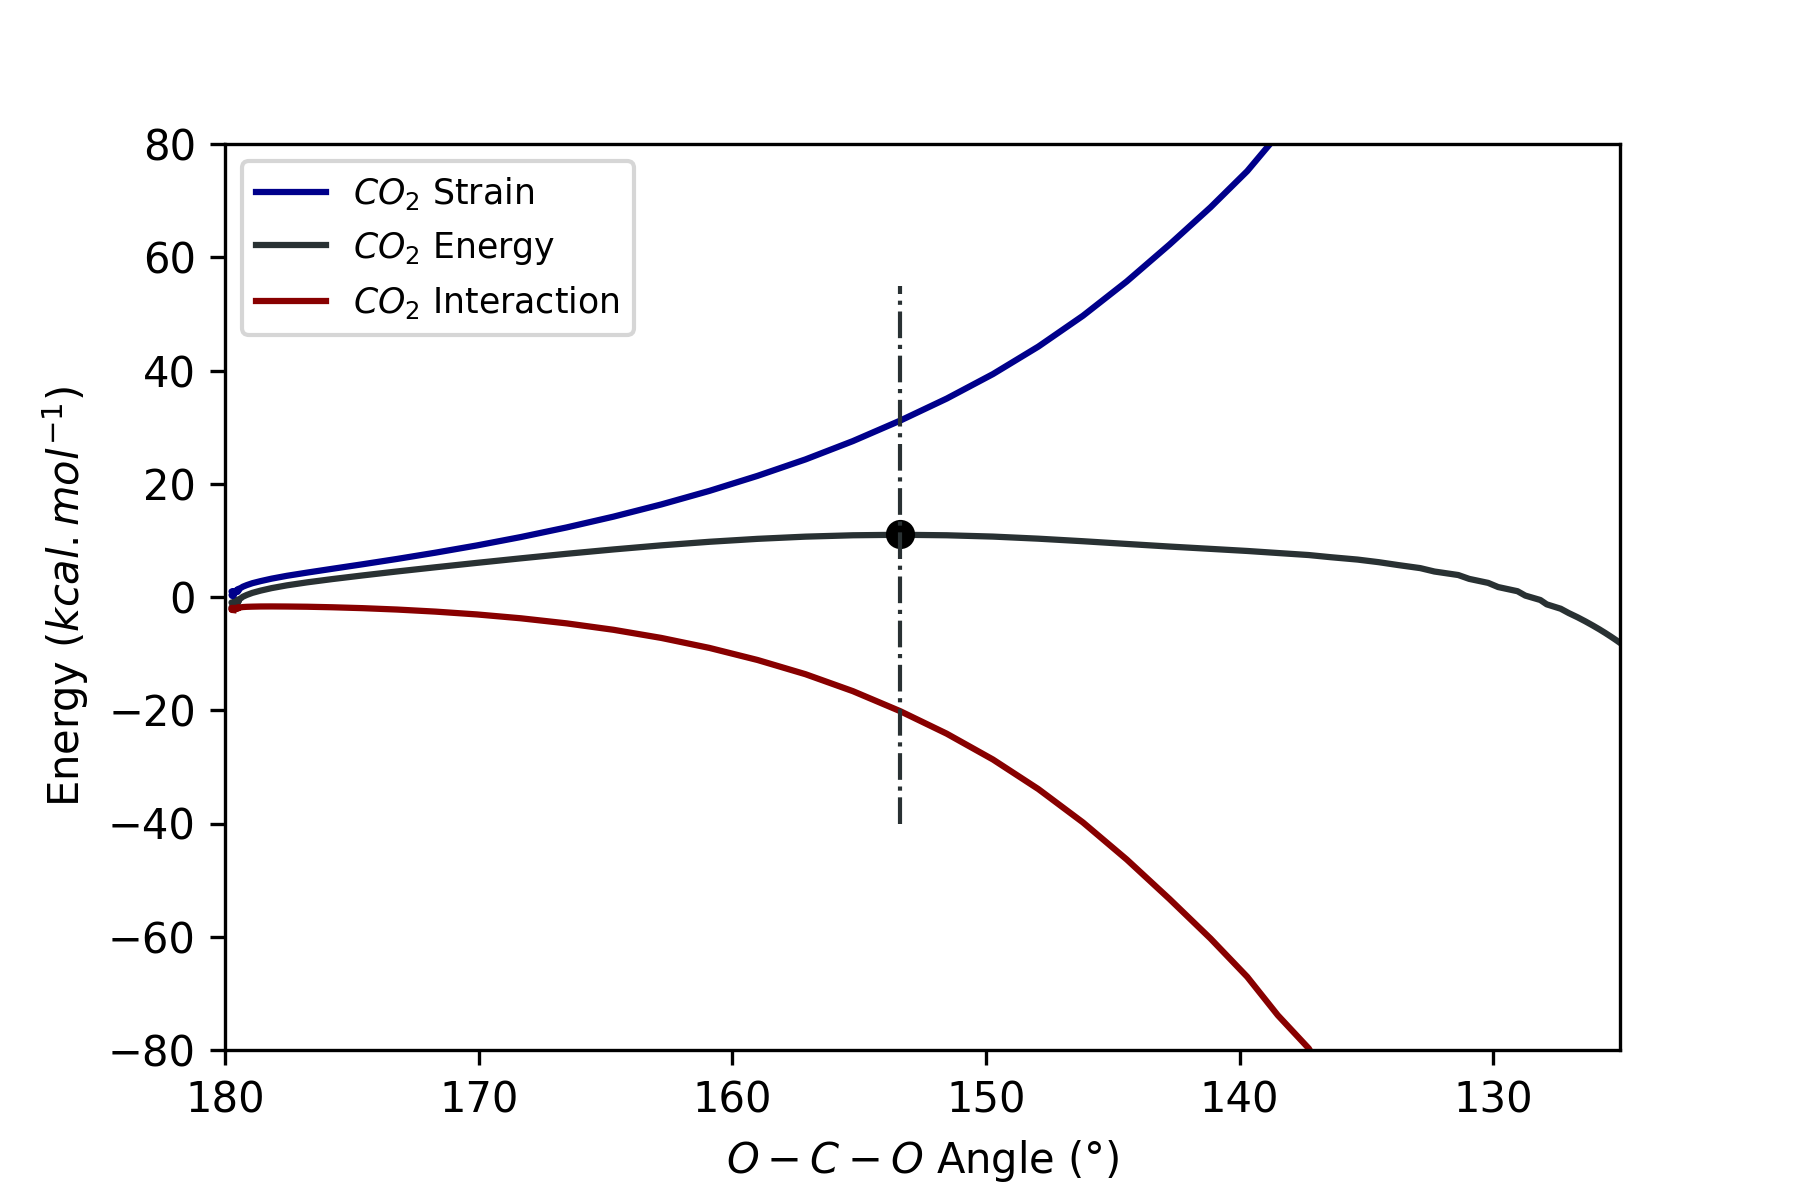 80
60
40
20
0
−20
−40
−60
−80
180 170 160 150 140 130
Energy (kcal.mol⁻¹)
O − C − O Angle (°)
CO₂ Strain
CO₂ Energy
CO₂ Interaction